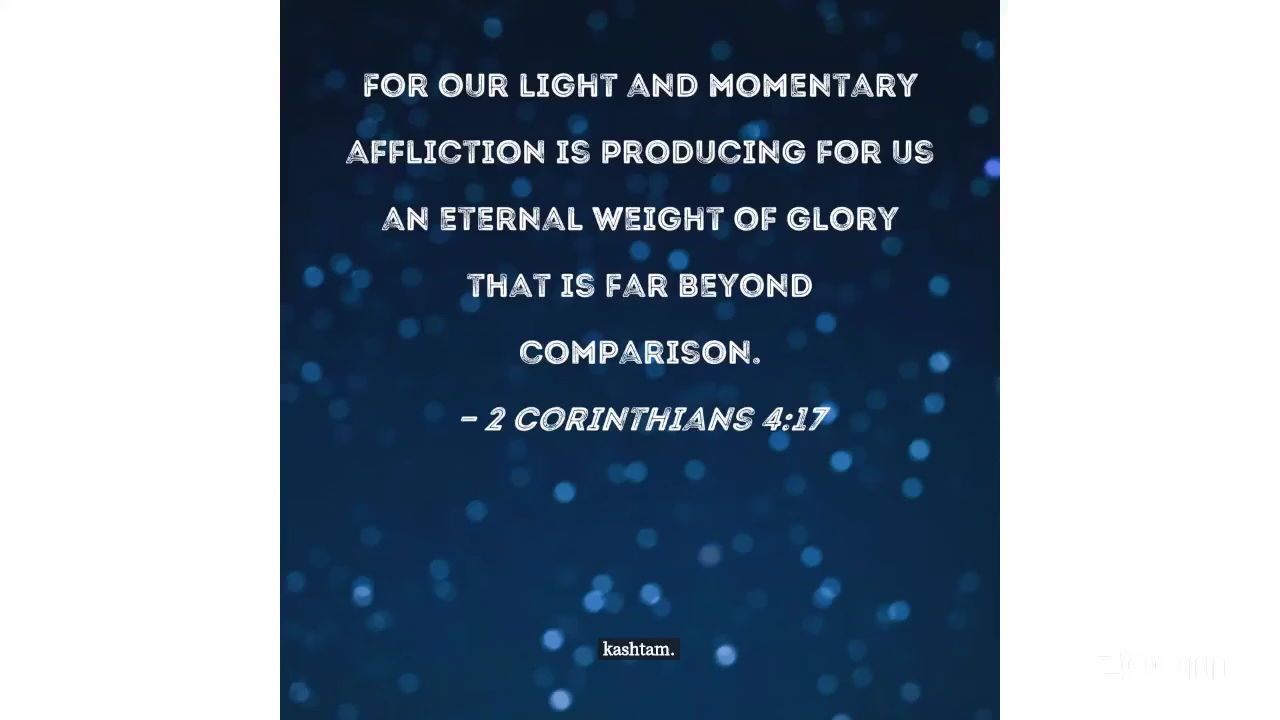 FOR OUR LIGHT AND MOMENTARY
AFFLICTION IS PRODUCING FOR US
AN ETERNAL WEIGHT OF GLORY
THAT IS FAR BEYOND
COMPARISON.
– 2 CORINTHIANS 4:17
kashtam.